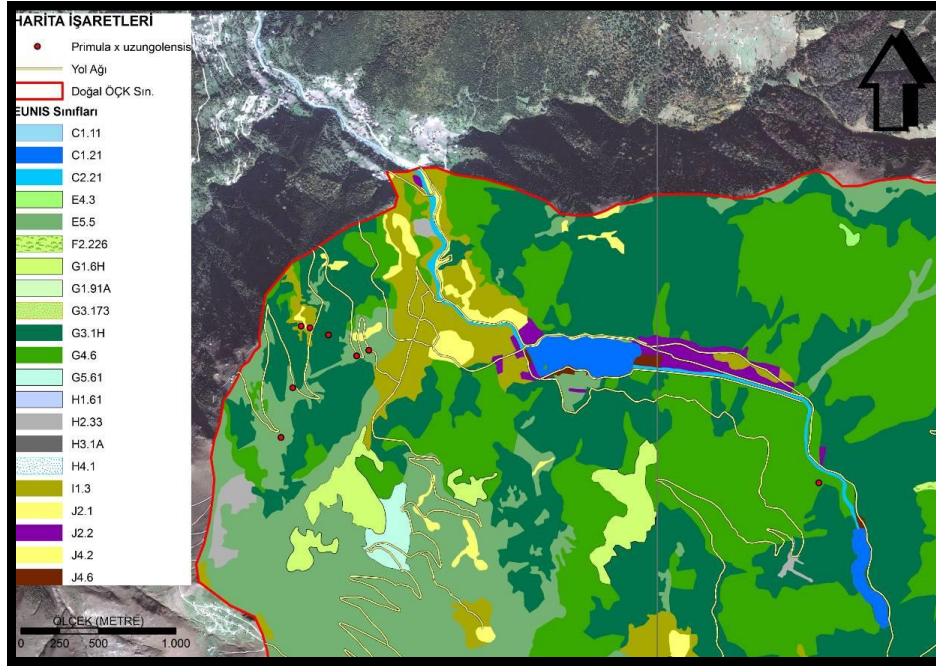 HARİTA İŞARETLERİ
Primula x uzungolensis
Yol Ağı
Doğal ÖÇK Sın.
EUNIS Sınıfları
C1.11
C1.21
C2.21
E4.3
E5.5
F2.226
G1.6H
G1.91A
G3.173
G3.1H
G4.6
G5.61
H1.61
H2.33
H3.1A
H4.1
I1.3
J2.1
J2.2
J4.2
J4.6
ÖLÇEK (METRE)
0 250 500 1.000